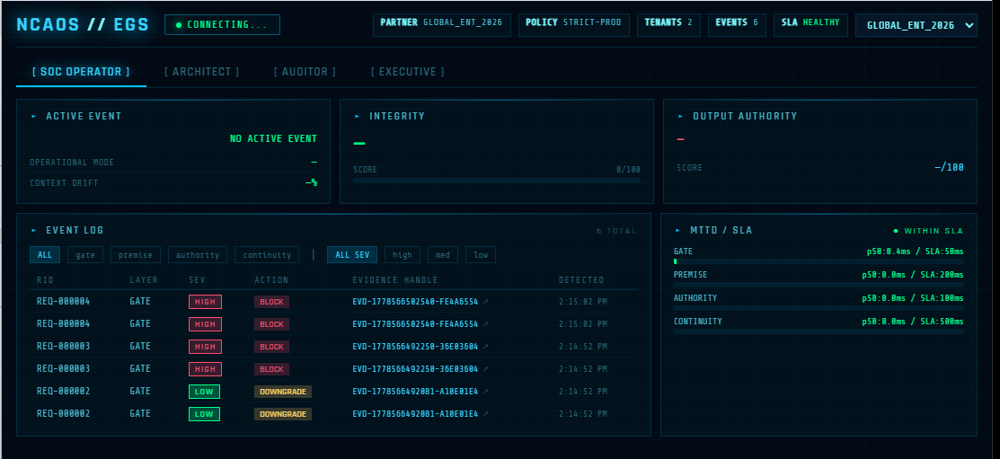 NCAOS // EGS
● CONNECTING...
PARTNER GLOBAL_ENT_2026
POLICY STRICT-PROD
TENANTS 2
EVENTS 6
SLA HEALTHY
GLOBAL_ENT_2026
[ SOC OPERATOR ] [ ARCHITECT ] [ AUDITOR ] [ EXECUTIVE ]
► ACTIVE EVENT
NO ACTIVE EVENT
OPERATIONAL MODE —
CONTEXT DRIFT —%
► INTEGRITY
—
SCORE 0/100
► OUTPUT AUTHORITY
—
SCORE —/100
► EVENT LOG 6 TOTAL
ALL gate premise authority continuity | ALL SEV high med low
RID LAYER SEV ACTION EVIDENCE HANDLE DETECTED
REQ-000004 GATE HIGH BLOCK EVD-1778566502540-FE4A6554 ↗ 2:15:02 PM
REQ-000004 GATE HIGH BLOCK EVD-1778566502540-FE4A6554 ↗ 2:15:02 PM
REQ-000003 GATE HIGH BLOCK EVD-1778566492250-36E03604 ↗ 2:14:52 PM
REQ-000003 GATE HIGH BLOCK EVD-1778566492250-36E03604 ↗ 2:14:52 PM
REQ-000002 GATE LOW DOWNGRADE EVD-1778566492081-A10E01E4 ↗ 2:14:52 PM
REQ-000002 GATE LOW DOWNGRADE EVD-1778566492081-A10E01E4 ↗ 2:14:52 PM
► MTTD / SLA ● WITHIN SLA
GATE p50:0.4ms / SLA:50ms
PREMISE p50:0.0ms / SLA:200ms
AUTHORITY p50:0.0ms / SLA:100ms
CONTINUITY p50:0.0ms / SLA:500ms